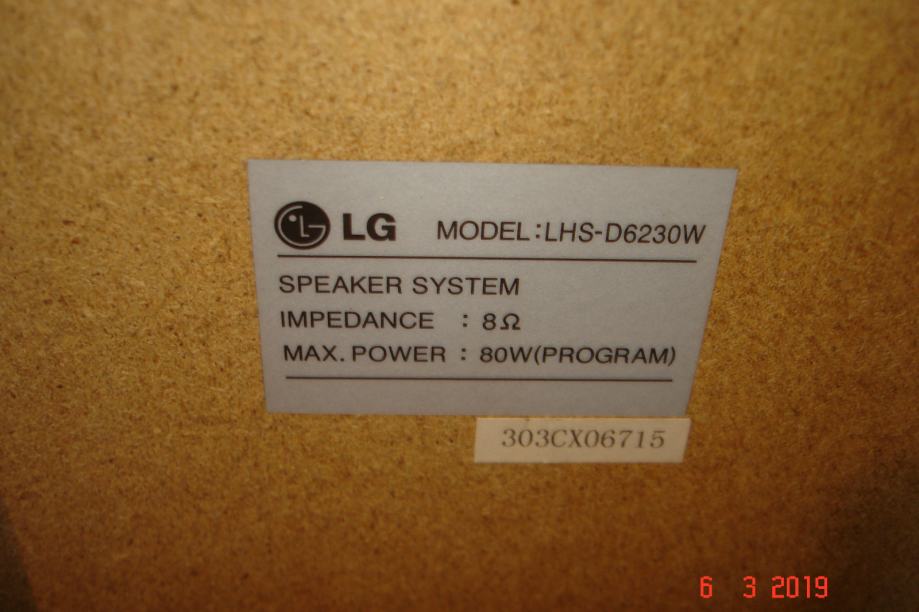 LG MODEL:LHS-D6230W
SPEAKER SYSTEM
IMPEDANCE : 8Ω
MAX. POWER : 80W(PROGRAM)
303CX06715
6 3 2019